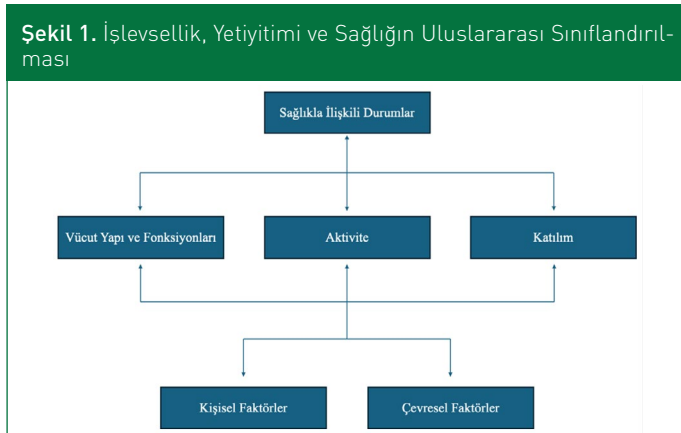 Şekil 1. İşlevsellik, Yetiyitimi ve Sağlığın Uluslararası Sınıflandırıl-
ması
Sağlıkla İlişkili Durumlar
Vücut Yapı ve Fonksiyonları
Aktivite
Katılım
Kişisel Faktörler
Çevresel Faktörler